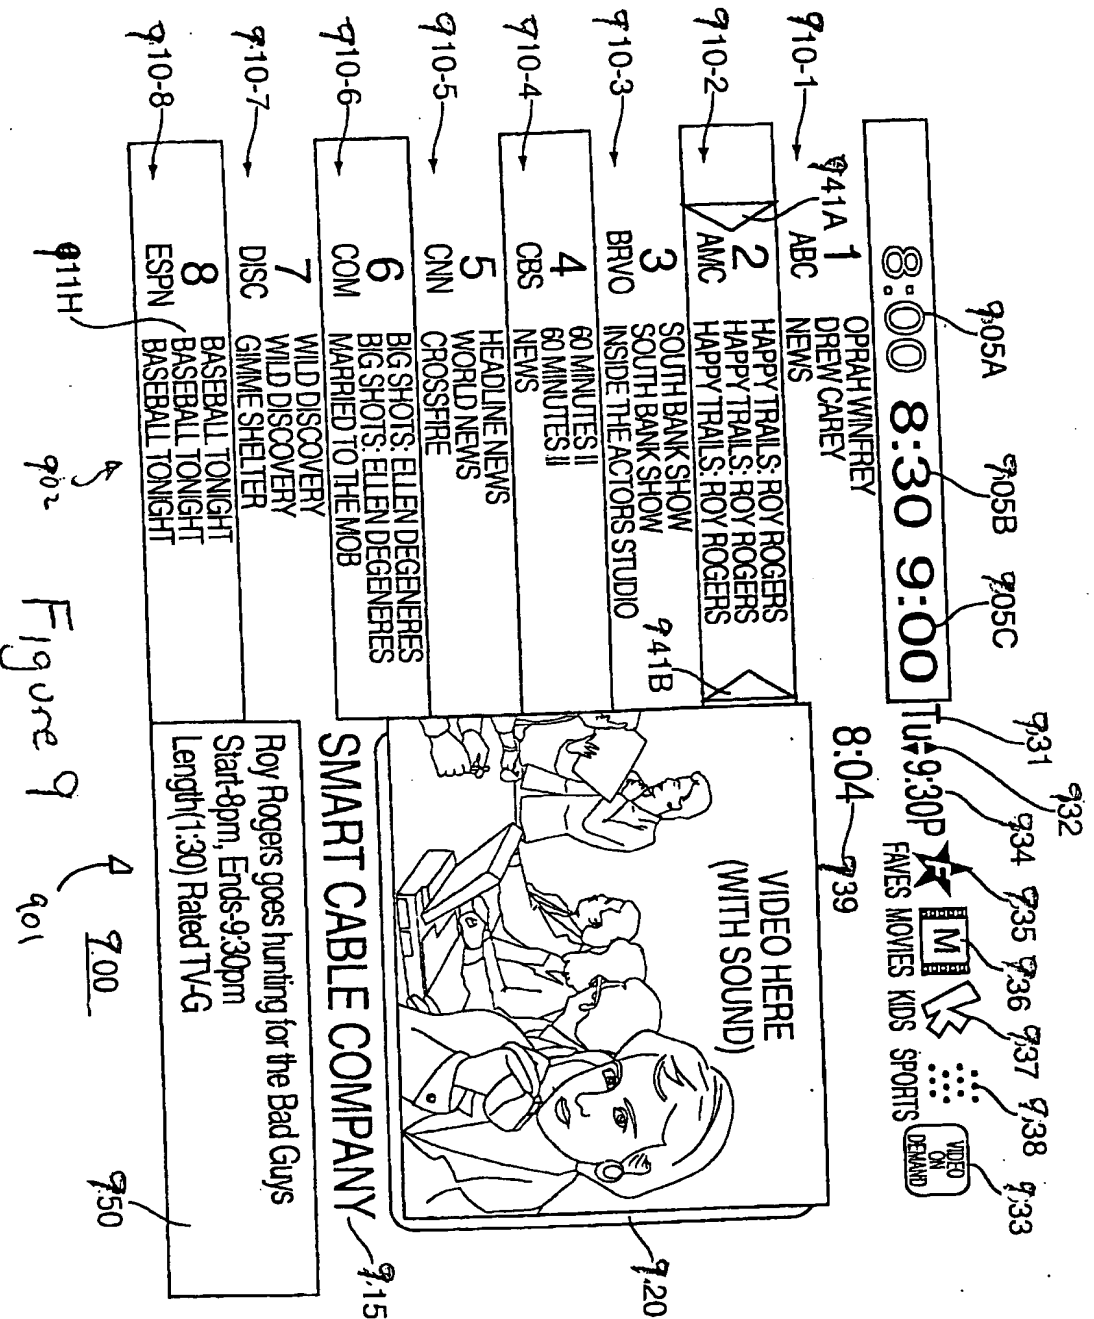 905A 905B 905C 931 932 934 935 936 937 938 933
8:00 8:30 9:00 Tu 9:30P F M VIDEO ON DEMAND
FAVES MOVIES KIDS SPORTS
8:04
939
910-1
941A
1 ABC
OPRAH WINFREY
DREW CAREY
NEWS
910-2
2 AMC
HAPPY TRAILS: ROY ROGERS
HAPPY TRAILS: ROY ROGERS
HAPPY TRAILS: ROY ROGERS
941B
910-3
3 BRVO
SOUTH BANK SHOW
SOUTH BANK SHOW
INSIDE THE ACTORS STUDIO
910-4
4 CBS
60 MINUTES II
60 MINUTES II
NEWS
910-5
5 CNN
HEADLINE NEWS
WORLD NEWS
CROSSFIRE
910-6
6 COM
BIG SHOTS: ELLEN DEGENERES
BIG SHOTS: ELLEN DEGENERES
MARRIED TO THE MOB
910-7
7 DISC
WILD DISCOVERY
WILD DISCOVERY
GIMME SHELTER
910-8
8 ESPN
BASEBALL TONIGHT
BASEBALL TONIGHT
BASEBALL TONIGHT
911H
VIDEO HERE
(WITH SOUND)
920
SMART CABLE COMPANY
915
Roy Rogers goes hunting for the Bad Guys
Start-8pm, Ends-9:30pm
Length(1:30) Rated TV-G
950
902
Figure 9
901
900